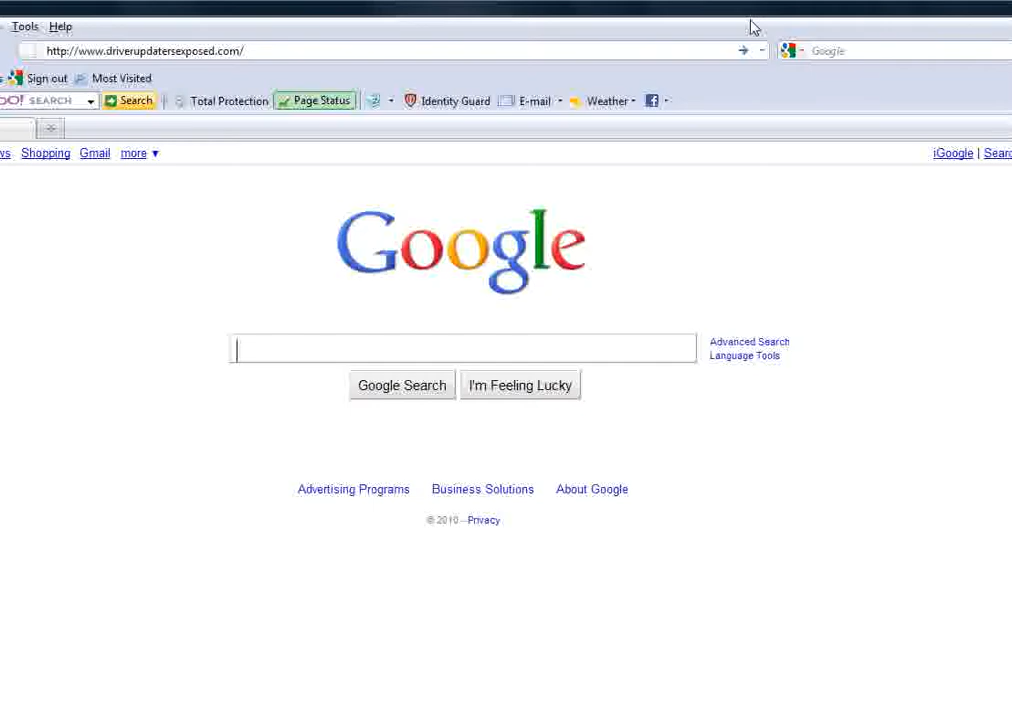 Tools Help
http://www.driverupdatersexposed.com/ Google
Sign out Most Visited
OO! SEARCH Search Total Protection Page Status Identity Guard E-mail Weather
ws Shopping Gmail more iGoogle | Searc
Google
Advanced Search
Language Tools
Google Search I'm Feeling Lucky
Advertising Programs Business Solutions About Google
© 2010 - Privacy